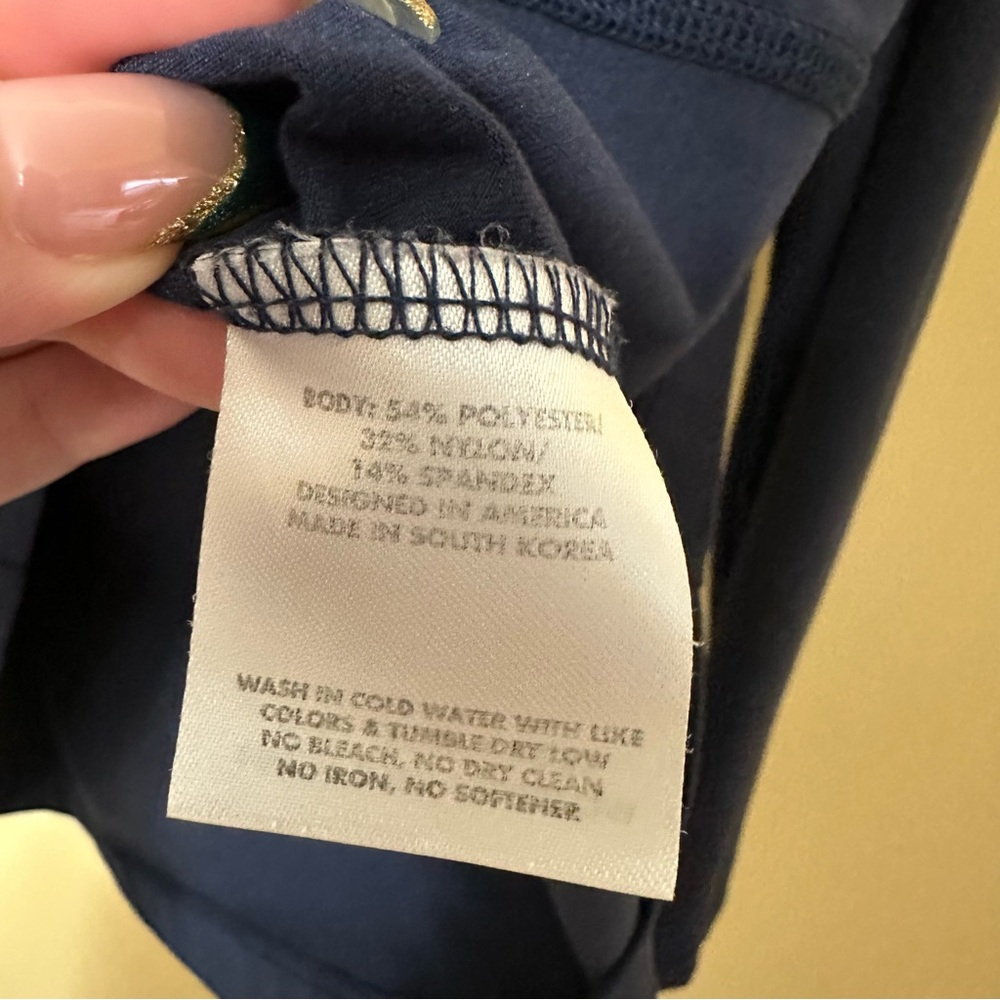 BODY: 54% POLYESTER/
32% NYLON/
14% SPANDEX
DESIGNED IN AMERICA
MADE IN SOUTH KOREA
WASH IN COLD WATER WITH LIKE
COLORS & TUMBLE DRY LOW
NO BLEACH, NO DRY CLEAN
NO IRON, NO SOFTENER